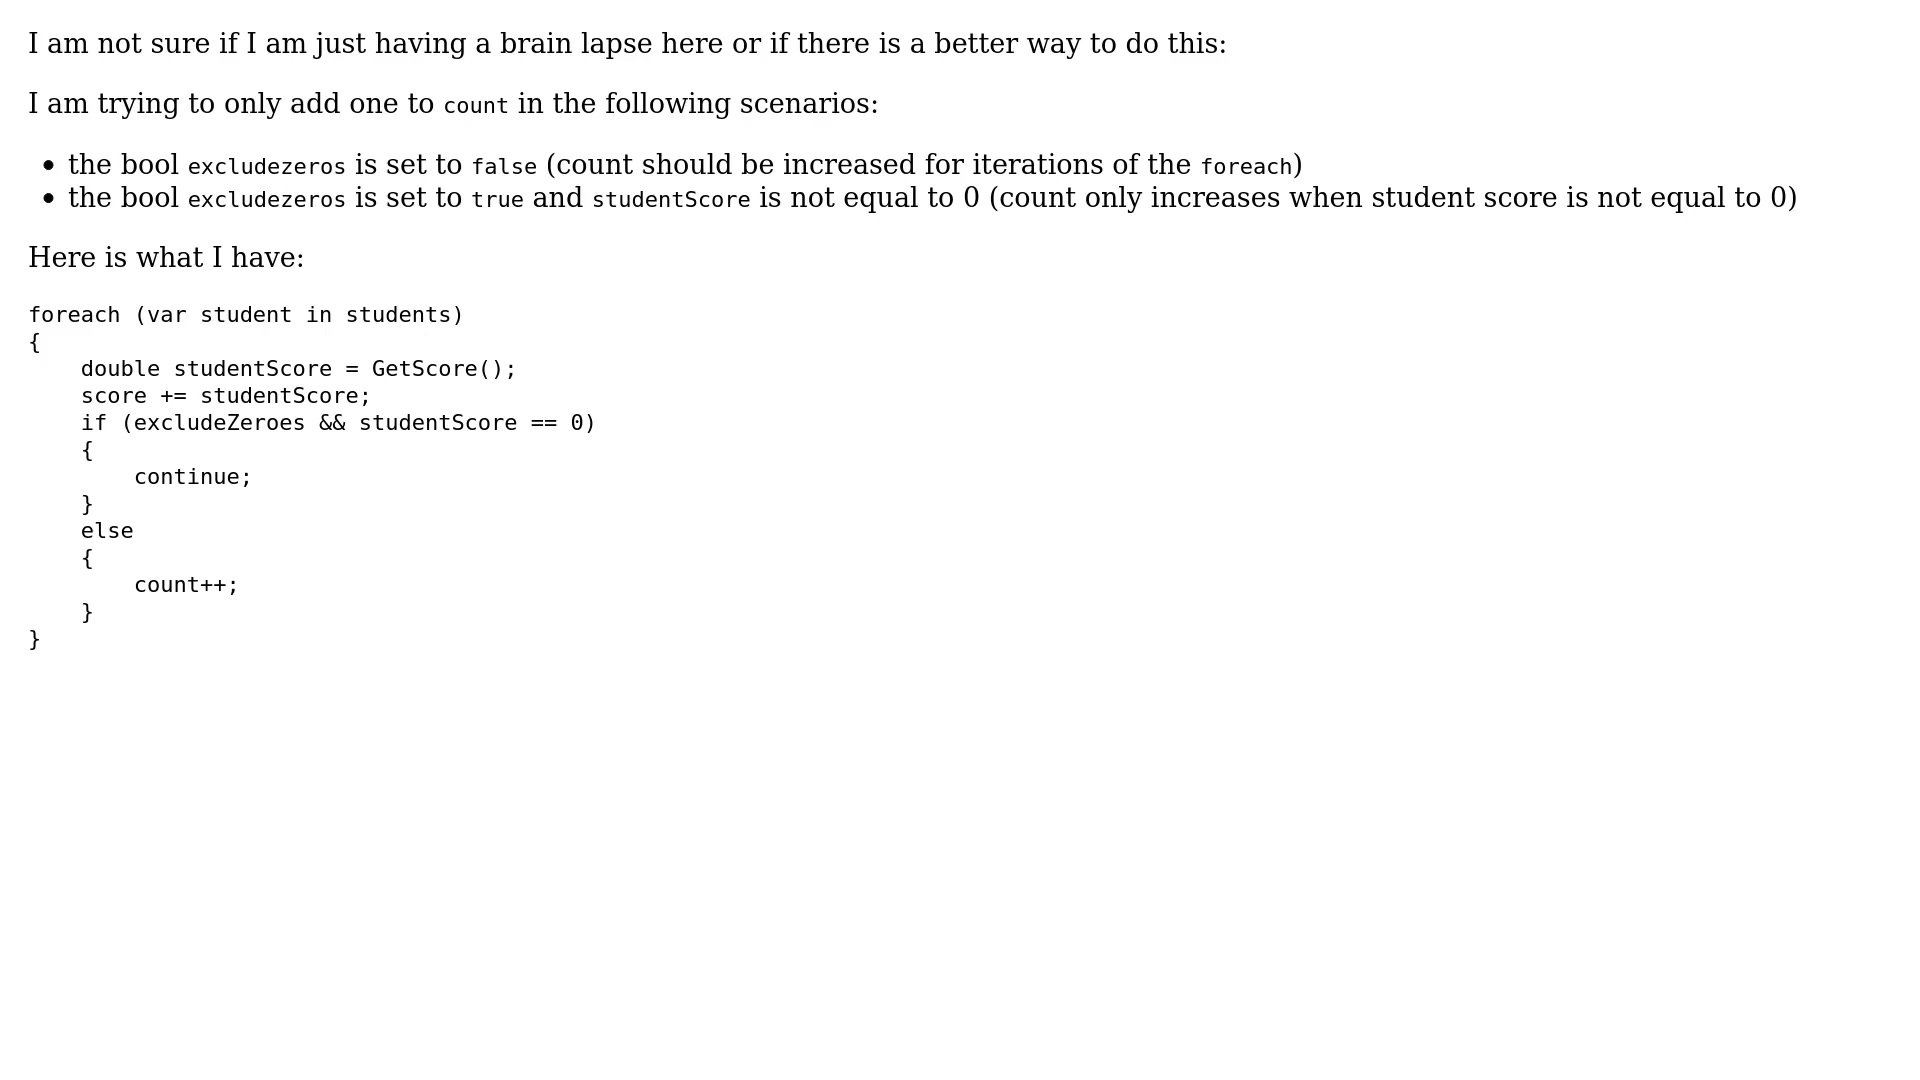 I am not sure if I am just having a brain lapse here or if there is a better way to do this:
I am trying to only add one to count in the following scenarios:
• the bool excludezeros is set to false (count should be increased for iterations of the foreach)
• the bool excludezeros is set to true and studentScore is not equal to 0 (count only increases when student score is not equal to 0)
Here is what I have:
foreach (var student in students)
{
    double studentScore = GetScore();
    score += studentScore;
    if (excludeZeroes && studentScore == 0)
    {
        continue;
    }
    else
    {
        count++;
    }
}